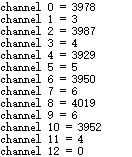 channel 0 = 3978
channel 1 = 3
channel 2 = 3987
channel 3 = 4
channel 4 = 3929
channel 5 = 5
channel 6 = 3950
channel 7 = 6
channel 8 = 4019
channel 9 = 6
channel 10 = 3952
channel 11 = 4
channel 12 = 0